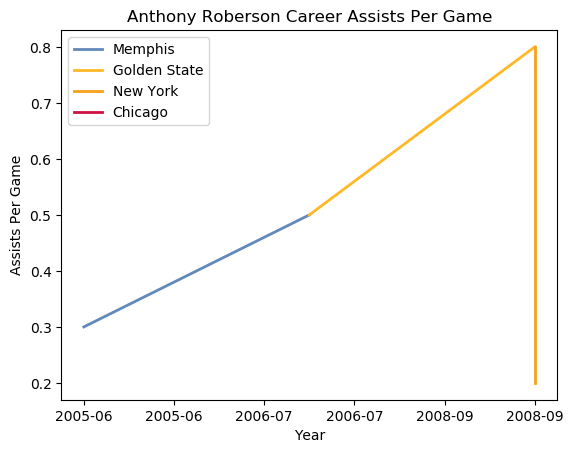 Anthony Roberson Career Assists Per Game
Memphis
Golden State
New York
Chicago
Assists Per Game
0.8
0.7
0.6
0.5
0.4
0.3
0.2
2005-06
2005-06
2006-07
2006-07
2008-09
2008-09
Year